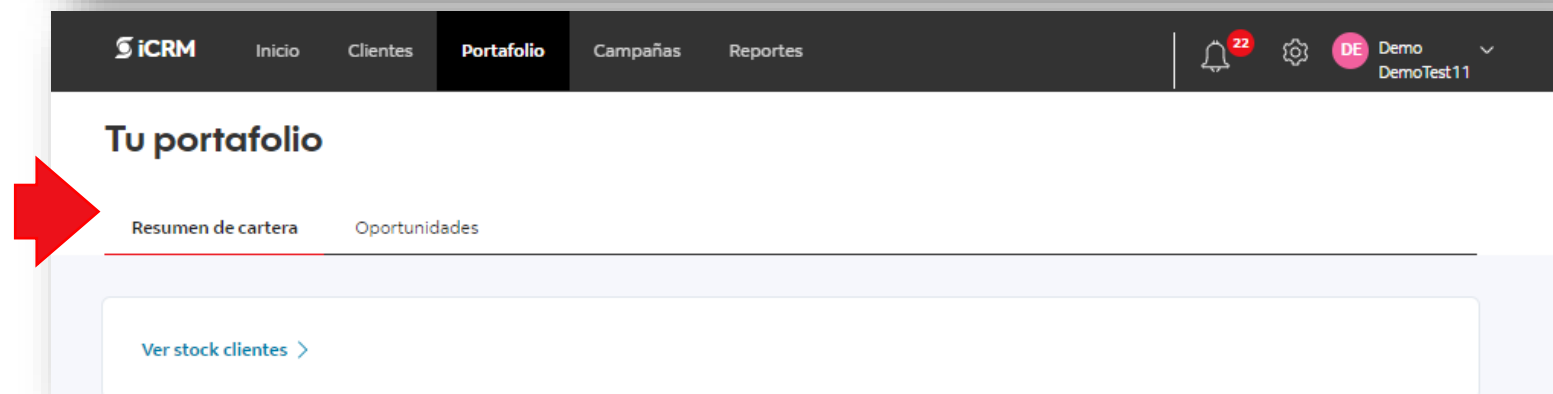 iCRM Inicio Clientes Portafolio Campañas Reportes 22 DE Demo
DemoTest11
Tu portafolio
Resumen de cartera Oportunidades
Ver stock clientes